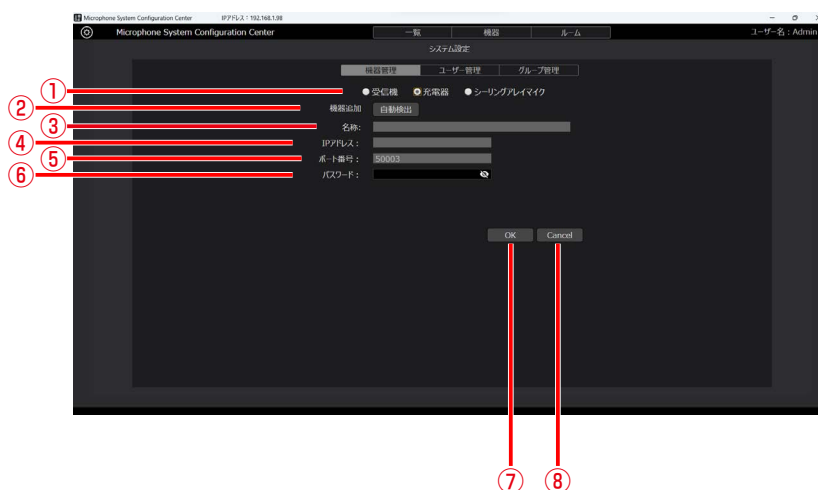 Microphone System Configuration Center IPアドレス：192.168.1.98
Microphone System Configuration Center 一覧 機器 ルーム ユーザー名：Admin
システム設定
機器管理 ユーザー管理 グループ管理
① 受信機 充電器 シーリングアレイマイク
② 機器追加 自動検出
③ 名称:
④ IPアドレス：
⑤ ポート番号： 50003
⑥ パスワード：
OK Cancel
⑦ ⑧